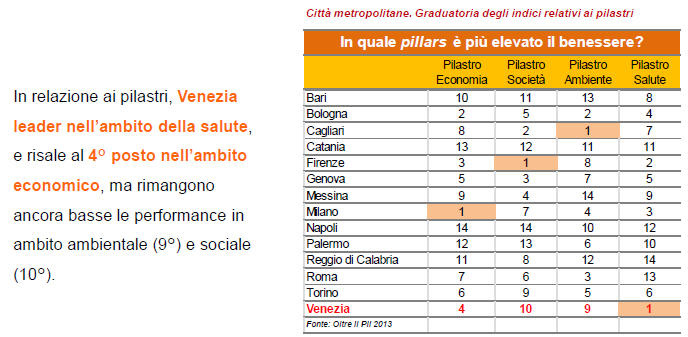 Città metropolitane. Graduatoria degli indici relativi ai pilastri
In quale pillars è più elevato il benessere?
Pilastro Economia Pilastro Società Pilastro Ambiente Pilastro Salute
Bari 10 11 13 8
Bologna 2 5 2 4
Cagliari 8 2 1 7
Catania 13 12 11 11
Firenze 3 1 8 2
Genova 5 3 7 5
Messina 9 4 14 9
Milano 1 7 4 3
Napoli 14 14 10 12
Palermo 12 13 6 10
Reggio di Calabria 11 8 12 14
Roma 7 6 3 13
Torino 6 9 5 6
Venezia 4 10 9 1
Fonte: Oltre Il Pil 2013
In relazione ai pilastri, Venezia
leader nell'ambito della salute,
e risale al 4° posto nell'ambito
economico, ma rimangono
ancora basse le performance in
ambito ambientale (9°) e sociale
(10°).